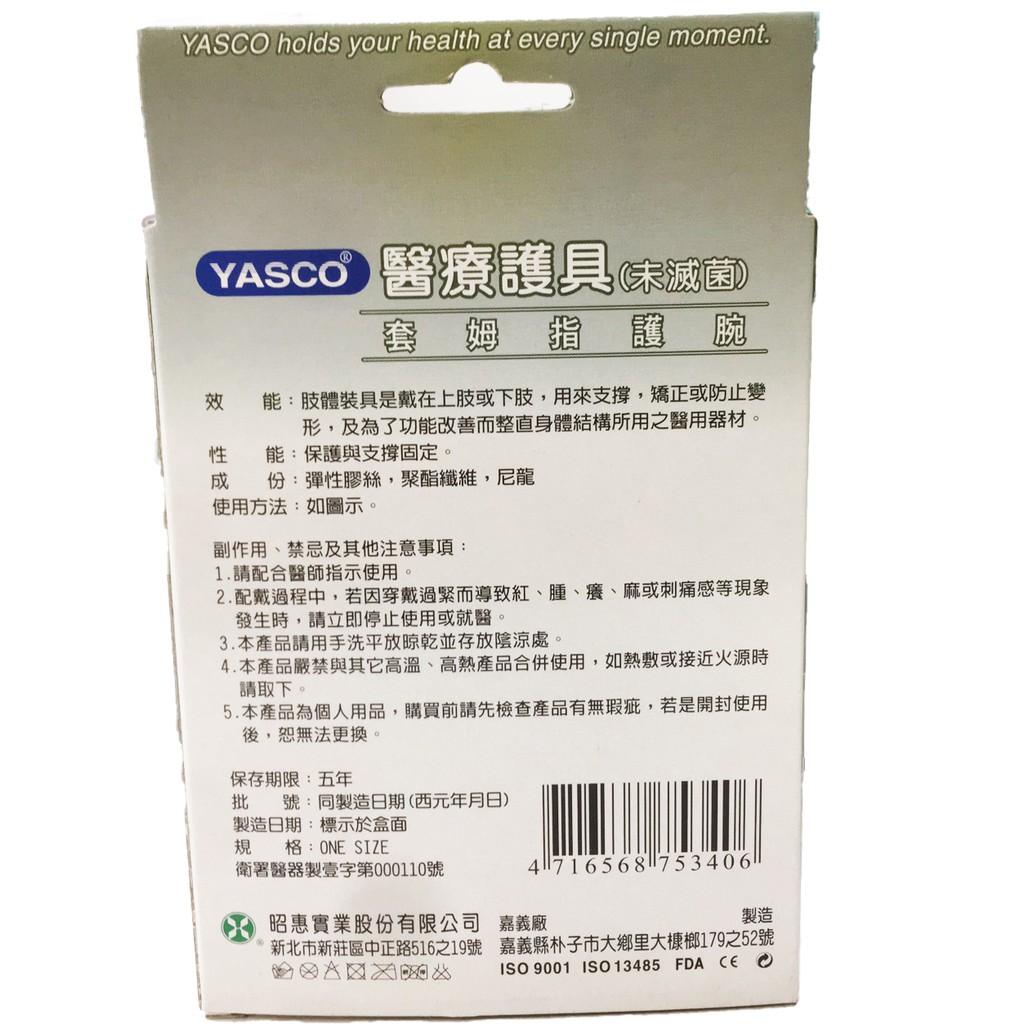 YASCO holds your health at every single moment.
YASCO® 醫療護具(未滅菌)
套姆指護腕
效能：肢體裝具是戴在上肢或下肢，用來支撐，矯正或防止變
形，及為了功能改善而整直身體結構所用之醫用器材。
性能：保護與支撐固定。
成份：彈性膠絲，聚酯纖維，尼龍
使用方法：如圖示。
副作用、禁忌及其他注意事項：
1.請配合醫師指示使用。
2.配戴過程中，若因穿戴過緊而導致紅、腫、癢、麻或刺痛感等現象
發生時，請立即停止使用或就醫。
3.本產品請用手洗平放晾乾並存放陰涼處。
4.本產品嚴禁與其它高溫、高熱產品合併使用，如熱敷或接近火源時
請取下。
5.本產品為個人用品，購買前請先檢查產品有無瑕疵，若是開封使用
後，恕無法更換。
保存期限：五年
批號：同製造日期(西元年月日)
製造日期：標示於盒面
規格：ONE SIZE
衛署醫器製壹字第000110號
4 716568 753406
昭惠實業股份有限公司
新北市新莊區中正路516之19號
嘉義廠 製造
嘉義縣朴子市大鄉里大槺榔179之52號
ISO 9001 ISO 13485 FDA CE